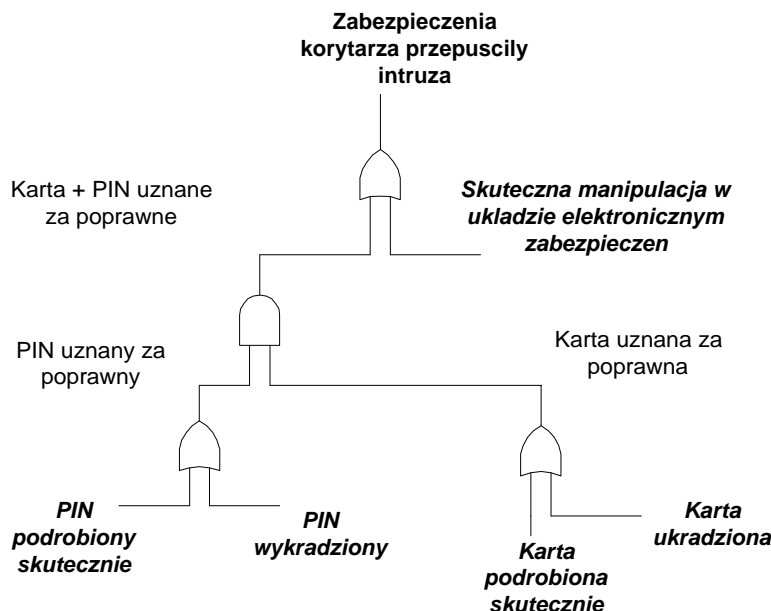 Zabezpieczenia
korytarza przepuscily
intruza
Karta + PIN uznane
za poprawne
Skuteczna manipulacja w
ukladzie elektronicznym
zabezpieczen
PIN uznany za
poprawny
Karta uznana za
poprawna
PIN
podrobiony
skutecznie
PIN
wykradziony
Karta
podrobiona
skutecznie
Karta
ukradziona